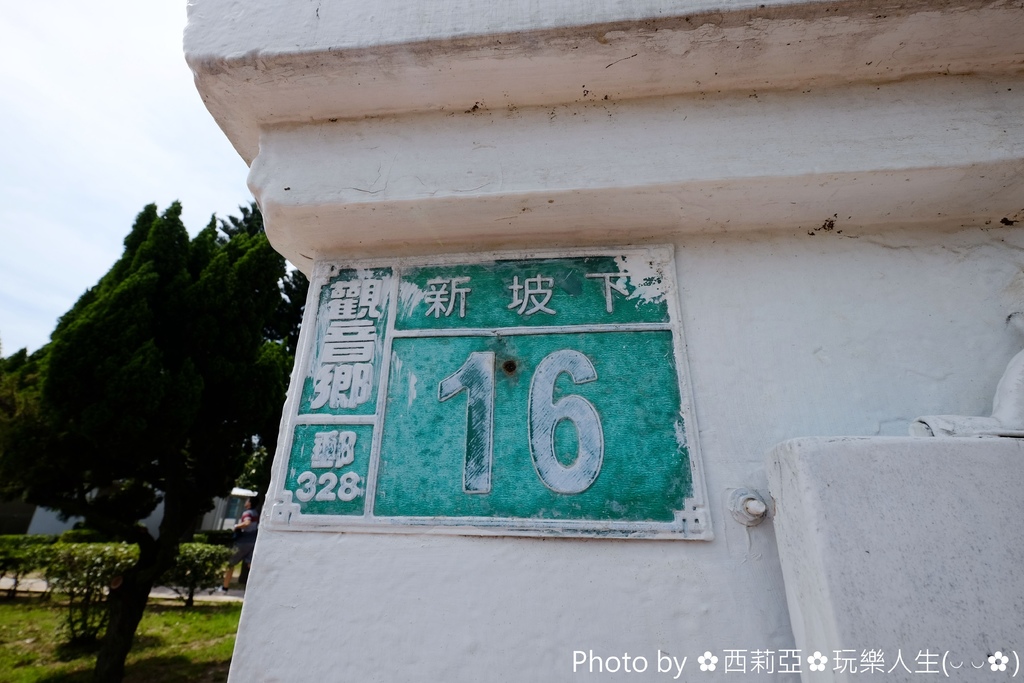 新坡下
觀音鄉
16
郵
328
Photo by ✿西莉亞✿玩樂人生(◡ ◡✿)